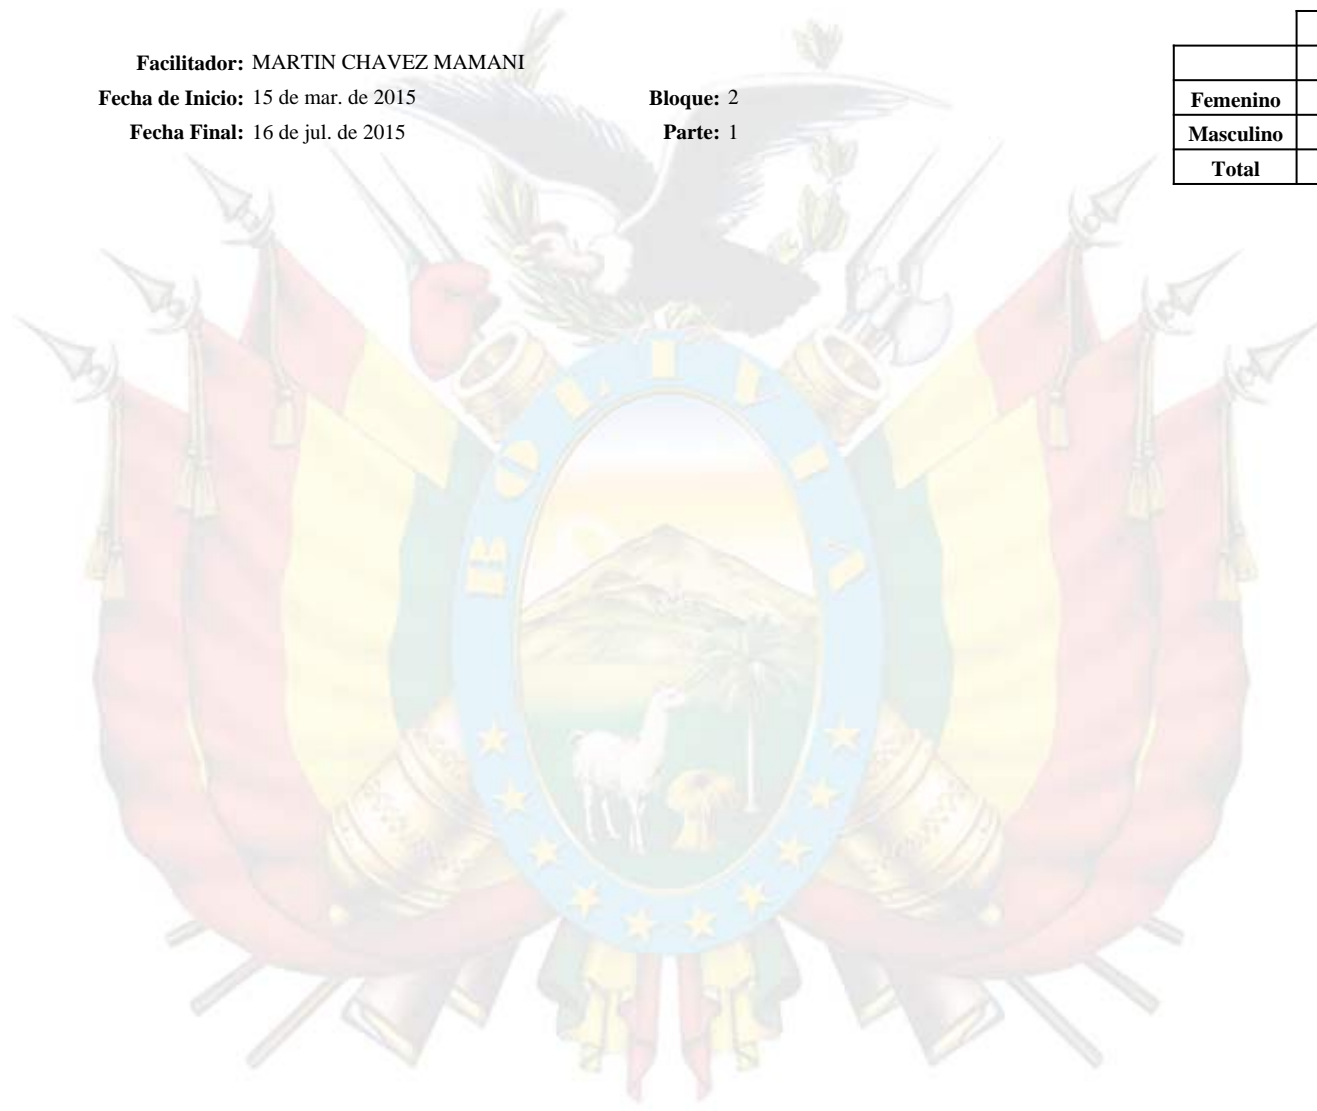 Facilitador: MARTIN CHAVEZ MAMANI
Fecha de Inicio: 15 de mar. de 2015 Bloque: 2
Fecha Final: 16 de jul. de 2015 Parte: 1
Femenino
Masculino
Total
BOLIVIA